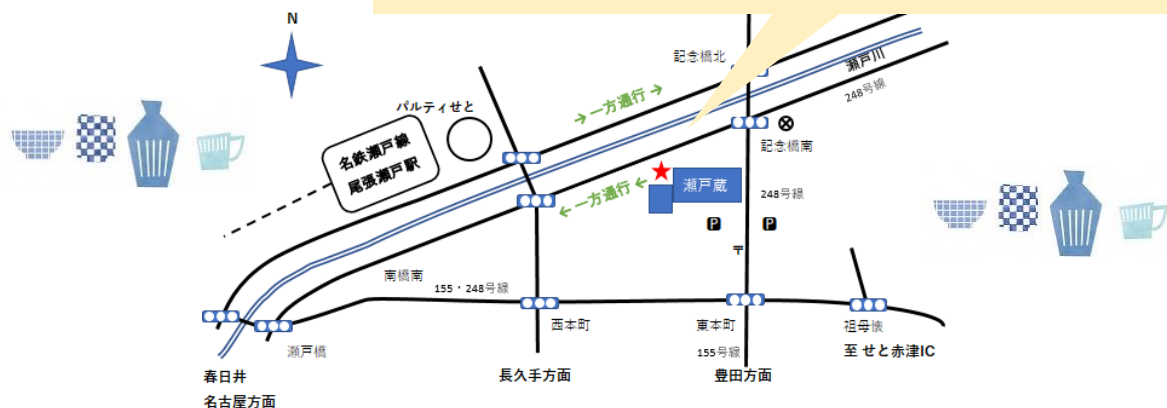 N
記念橋北
瀬戸川
248号線
→一方通行→
パルティせと
名鉄瀬戸線
尾張瀬戸駅
記念橋南
瀬戸蔵
←一方通行←
248号線
P
P
〒
南橋南
155・248号線
西本町
東本町
祖母懐
瀬戸橋
155号線
至 せと赤津IC
春日井
名古屋方面
長久手方面
豊田方面